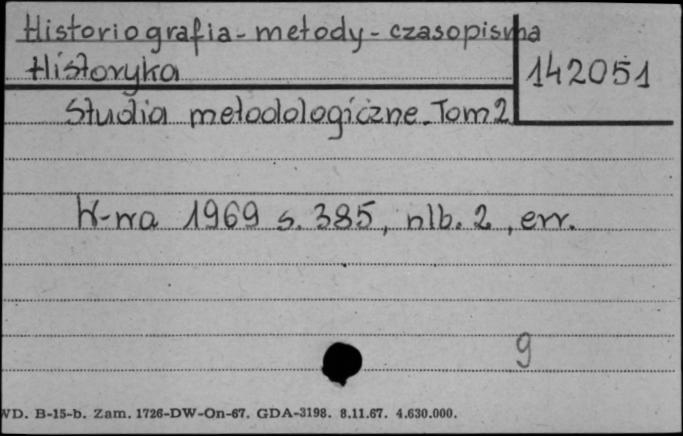 Historiografia - metody - czasopisma
Historyka
142051
Studia metodologiczne. Tom 2
W-wa 1969 s. 385, nlb. 2, err.
9
WD. B-15-b. Zam. 1726-DW-On-67. GDA-3198. 8.11.67. 4.630.000.